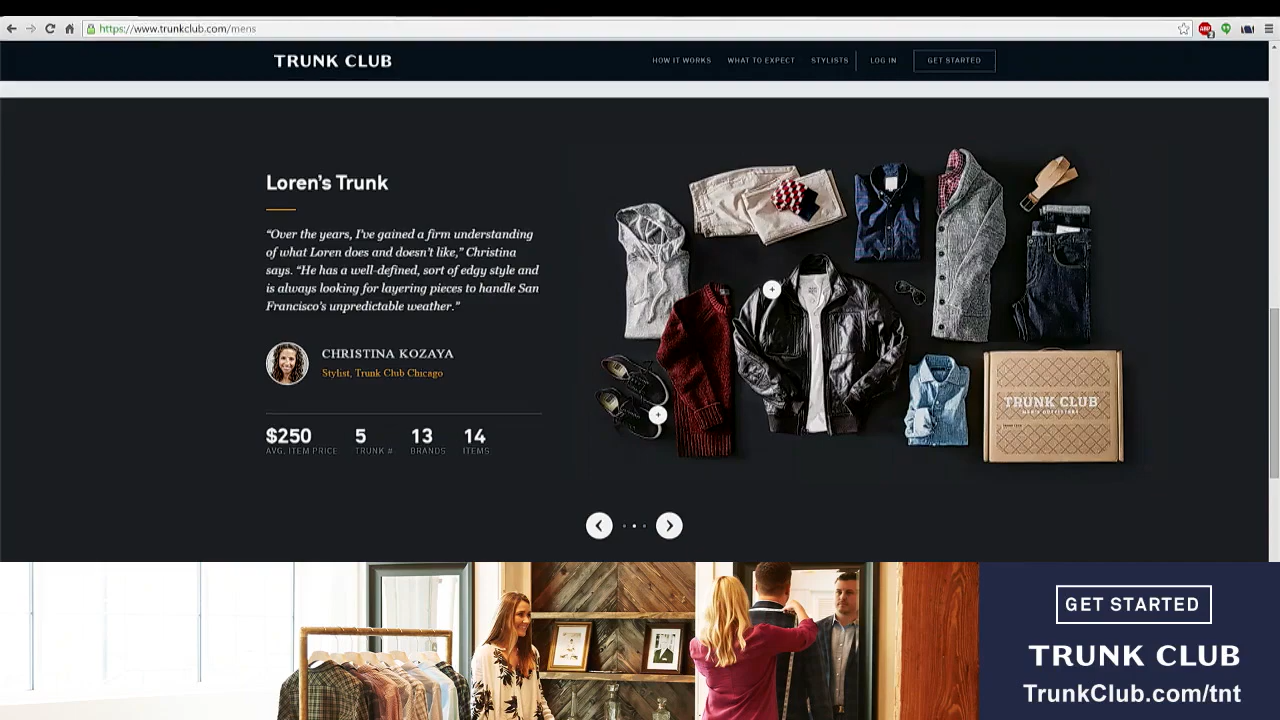 https://www.trunkclub.com/mens
TRUNK CLUB
HOW IT WORKS
WHAT TO EXPECT
STYLISTS
LOG IN
GET STARTED
Loren's Trunk
“Over the years, I've gained a firm understanding
of what Loren does and doesn't like,” Christina
says. “He has a well-defined, sort of edgy style and
is always looking for layering pieces to handle San
Francisco's unpredictable weather.”
CHRISTINA KOZAYA
Stylist, Trunk Club Chicago
$250
AVG. ITEM PRICE
5
TRUNK #
13
BRANDS
14
ITEMS
TRUNK CLUB
MEN'S OUTFITTERS
GET STARTED
TRUNK CLUB
TrunkClub.com/tnt